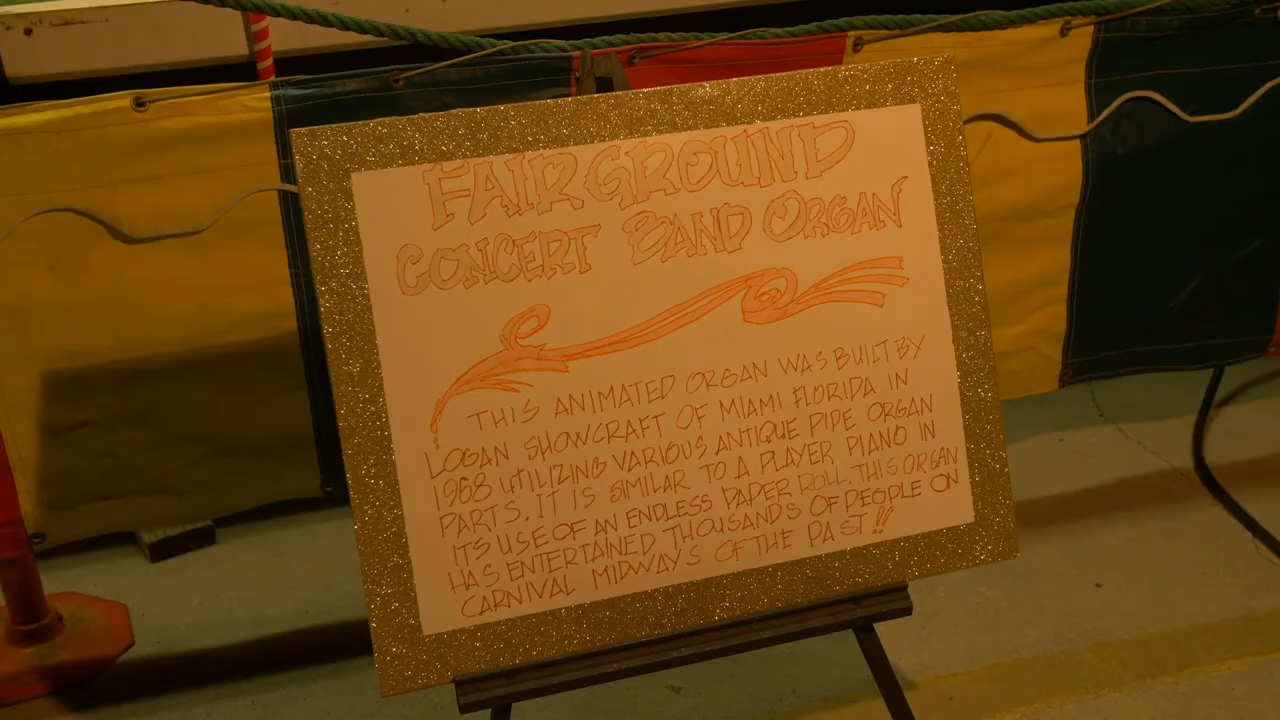 FAIRGROUND
CONCERT BAND ORGAN
THIS ANIMATED ORGAN WAS BUILT BY
LOGAN SHOWCRAFT OF MIAMI FLORIDA IN
1968 UTILIZING VARIOUS ANTIQUE PIPE ORGAN
PARTS. IT IS SIMILAR TO A PLAYER PIANO IN
ITS USE OF AN ENDLESS PAPER ROLL. THIS ORGAN
HAS ENTERTAINED THOUSANDS OF PEOPLE ON
CARNIVAL MIDWAYS OF THE PAST!!